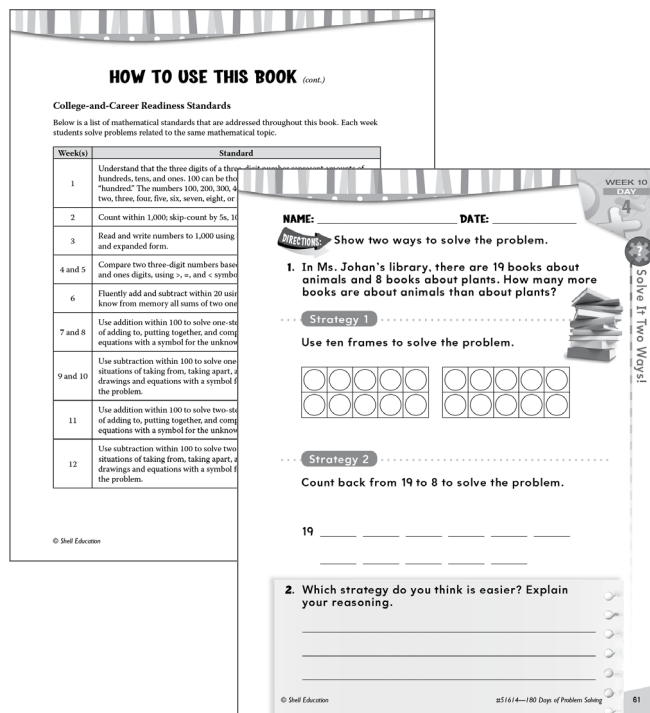 HOW TO USE THIS BOOK (cont.)
College-and-Career Readiness Standards
Below is a list of mathematical standards that are addressed throughout this book. Each week
students solve problems related to the same mathematical topic.
Week(s) Standard
1 Understand that the three digits of a three-digit number represent amounts of
hundreds, tens, and ones. 100 can be tho
"hundred." The numbers 100, 200, 300, 4
two, three, four, five, six, seven, eight, or
2 Count within 1,000; skip-count by 5s, 10
3 Read and write numbers to 1,000 using
and expanded form.
4 and 5 Compare two three-digit numbers base
and ones digits, using >, =, and < symbo
6 Fluently add and subtract within 20 usin
know from memory all sums of two one
7 and 8 Use addition within 100 to solve one-ste
of adding to, putting together, and comp
equations with a symbol for the unknow
9 and 10 Use subtraction within 100 to solve one
situations of taking from, taking apart, a
drawings and equations with a symbol f
the problem.
11 Use addition within 100 to solve two-ste
of adding to, putting together, and comp
equations with a symbol for the unknow
12 Use subtraction within 100 to solve two
situations of taking from, taking apart, a
drawings and equations with a symbol f
the problem.
© Shell Education
WEEK 10
DAY
4
NAME: DATE:
DIRECTIONS: Show two ways to solve the problem.
1. In Ms. Johan's library, there are 19 books about
animals and 8 books about plants. How many more
books are about animals than about plants?
Strategy 1
Use ten frames to solve the problem.
Strategy 2
Count back from 19 to 8 to solve the problem.
19
2. Which strategy do you think is easier? Explain
your reasoning.
?
Solve It Two Ways!
© Shell Education
#51614—180 Days of Problem Solving
61